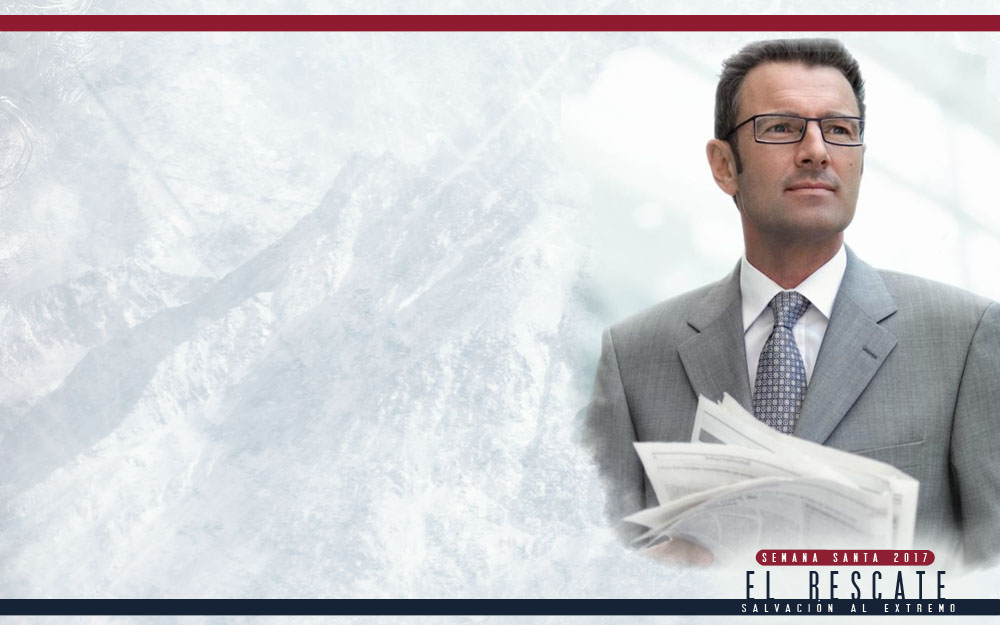 SEMANA SANTA 2017
EL RESCATE
SALVACIÓN AL EXTREMO